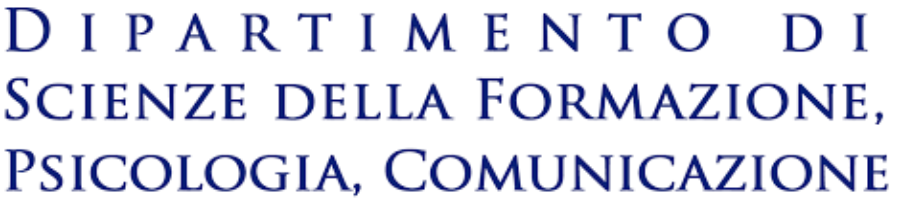 Dipartimento di
Scienze della Formazione,
Psicologia, Comunicazione